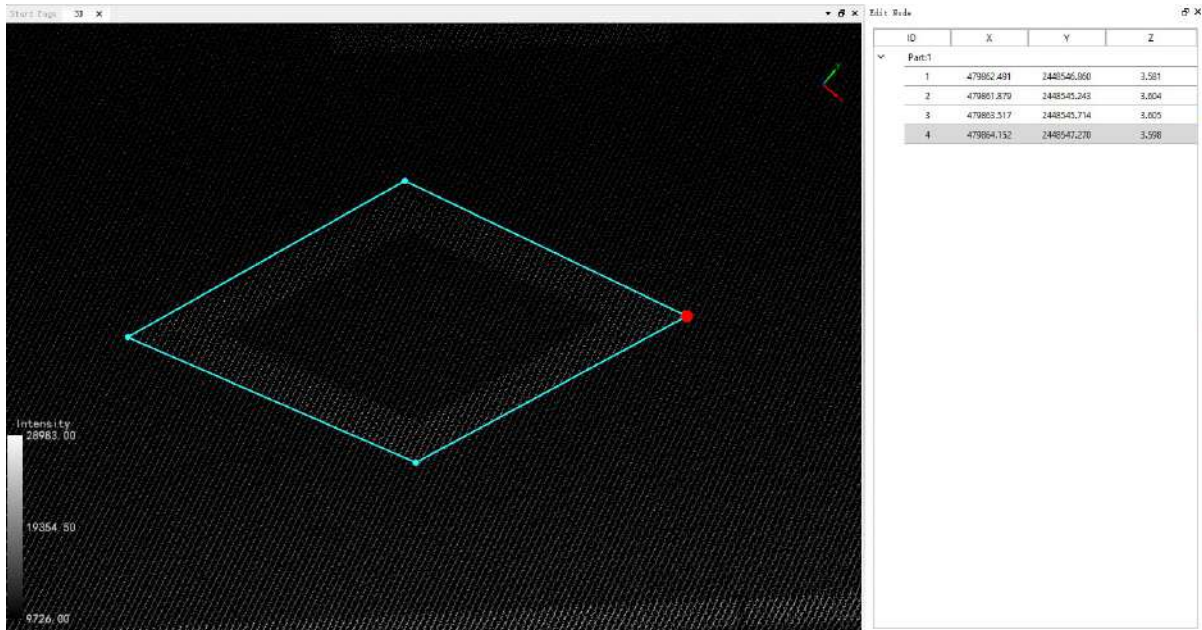 Start Page 3D
Edit Node
ID X Y Z
Part:1
1 479862.491 2448546.860 3.581
2 479861.879 2448545.243 3.604
3 479863.517 2448545.714 3.605
4 479864.152 2448547.270 3.598
Intensity
28983.00
19354.50
9726.00